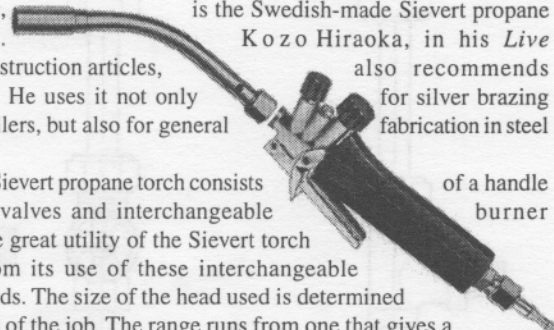 is the Swedish-made Sievert propane
Kozo Hiraoka, in his Live
struction articles, also recommends
He uses it not only for silver brazing
lers, but also for general fabrication in steel
Sievert propane torch consists of a handle
valves and interchangeable burner
e great utility of the Sievert torch
om its use of these interchangeable
ds. The size of the head used is determined
of the job. The range runs from one that gives a